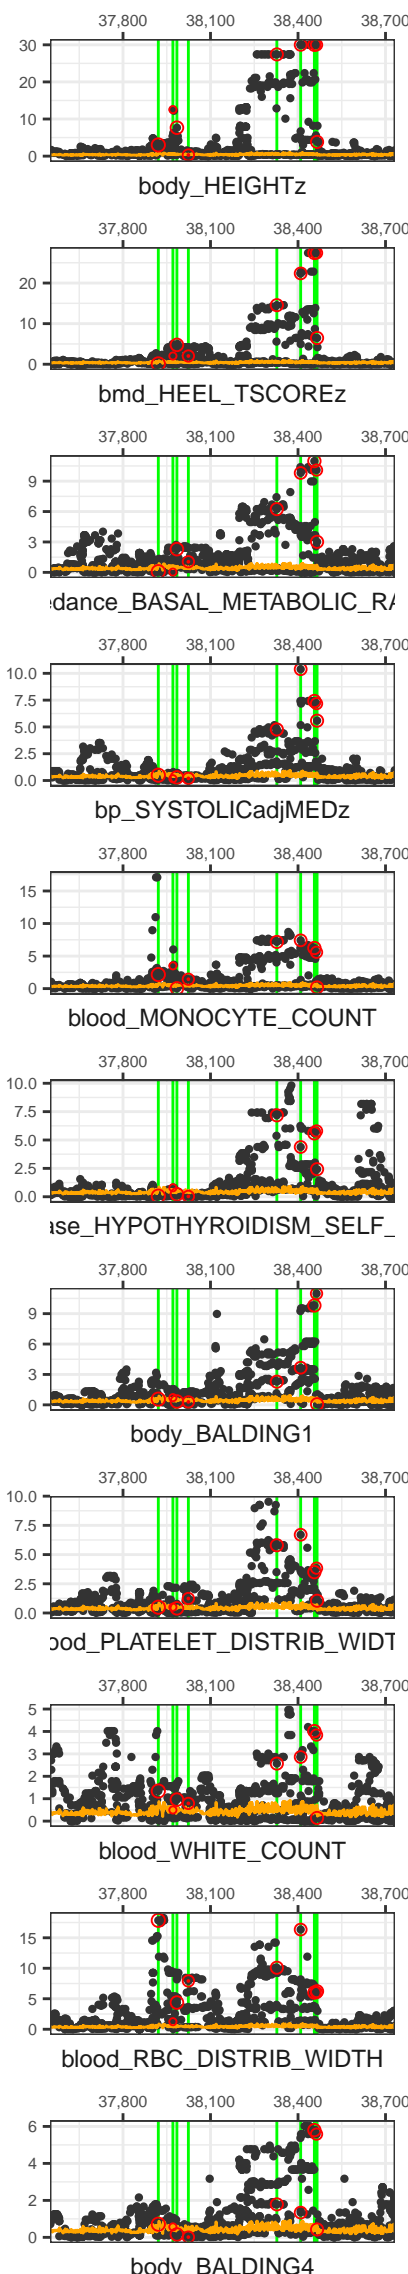 37,800 38,100 38,400 38,700
30
20
10
0
body_HEIGHTz
37,800 38,100 38,400 38,700
20
10
0
bmd_HEEL_TSCOREz
37,800 38,100 38,400 38,700
9
6
3
0
edance_BASAL_METABOLIC_RA
37,800 38,100 38,400 38,700
10.0
7.5
5.0
2.5
0.0
bp_SYSTOLICadjMEDz
37,800 38,100 38,400 38,700
15
10
5
0
blood_MONOCYTE_COUNT
37,800 38,100 38,400 38,700
10.0
7.5
5.0
2.5
0.0
ase_HYPOTHYROIDISM_SELF_
37,800 38,100 38,400 38,700
9
6
3
0
body_BALDING1
37,800 38,100 38,400 38,700
10.0
7.5
5.0
2.5
0.0
ood_PLATELET_DISTRIB_WIDT
37,800 38,100 38,400 38,700
5
4
3
2
1
0
blood_WHITE_COUNT
37,800 38,100 38,400 38,700
15
10
5
0
blood_RBC_DISTRIB_WIDTH
37,800 38,100 38,400 38,700
6
4
2
0
body_BALDING4